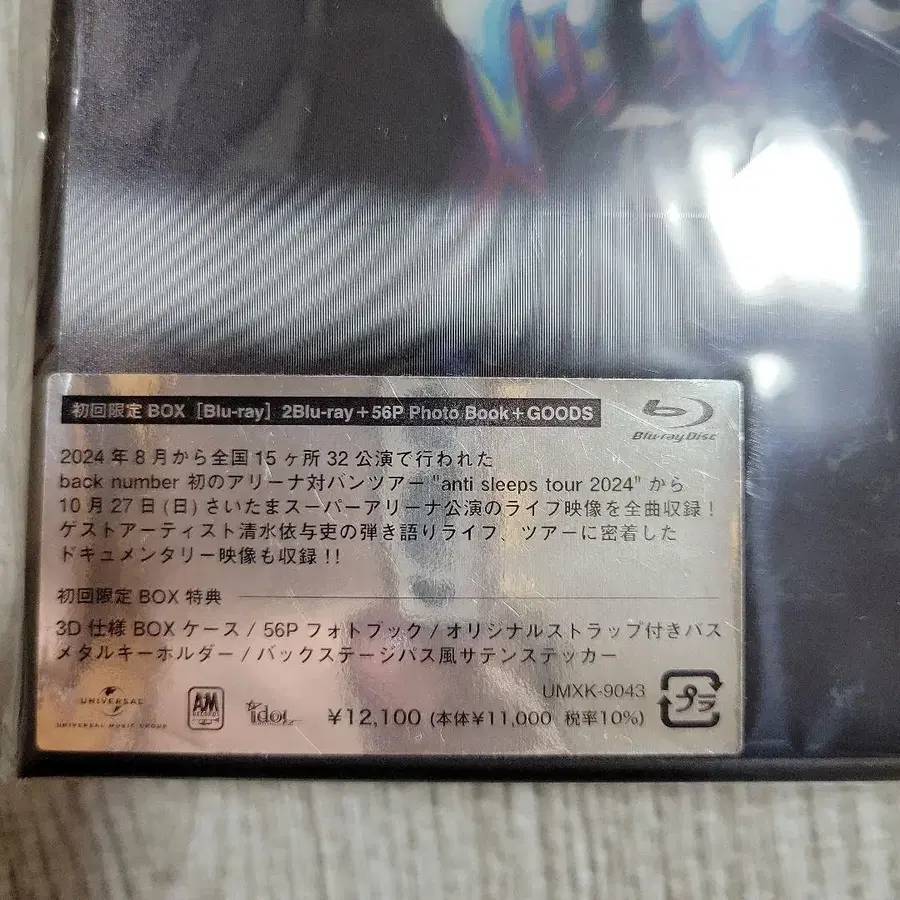 初回限定 BOX [Blu-ray] 2Blu-ray+56P Photo Book+GOODS
Blu-ray Disc
2024 年 8 月から全国 15 ヶ所 32 公演で行われた
back number 初のアリーナ対バンツアー "anti sleeps tour 2024" から
10 月 27 日 (日) さいたまスーパーアリーナ公演のライブ映像を全曲収録！
ゲストアーティスト清水依与吏の弾き語りライブ、ツアーに密着した
ドキュメンタリー映像も収録!!
初回限定 BOX 特典
3D 仕様 BOX ケース / 56P フォトブック / オリジナルストラップ付きパス
メタルキーホルダー / バックステージパス風サテンステッカー
UMXK-9043
UNIVERSAL
UNIVERSAL MUSIC GROUP
A&M
RECORDS
idol
¥12,100 (本体¥11,000 税率10%)
プラ